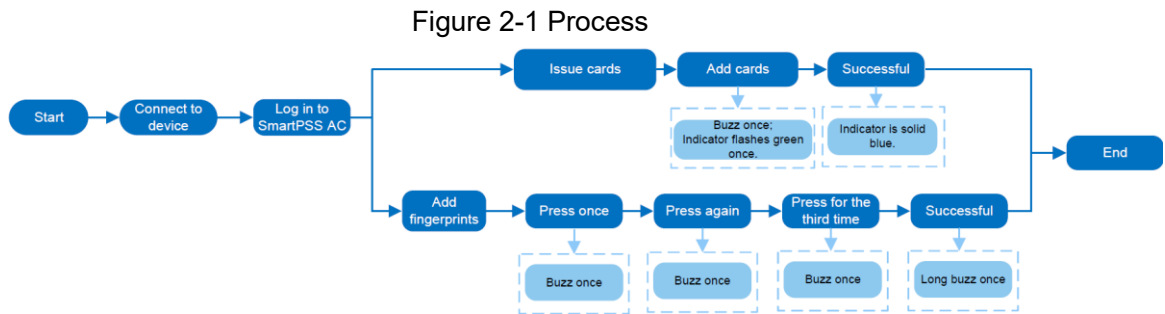 Figure 2-1 Process
Start
Connect to
device
Log in to
SmartPSS AC
Issue cards
Add cards
Successful
Buzz once;
Indicator flashes green
once.
Indicator is solid
blue.
Add
fingerprints
Press once
Press again
Press for the
third time
Successful
Buzz once
Buzz once
Buzz once
Long buzz once
End